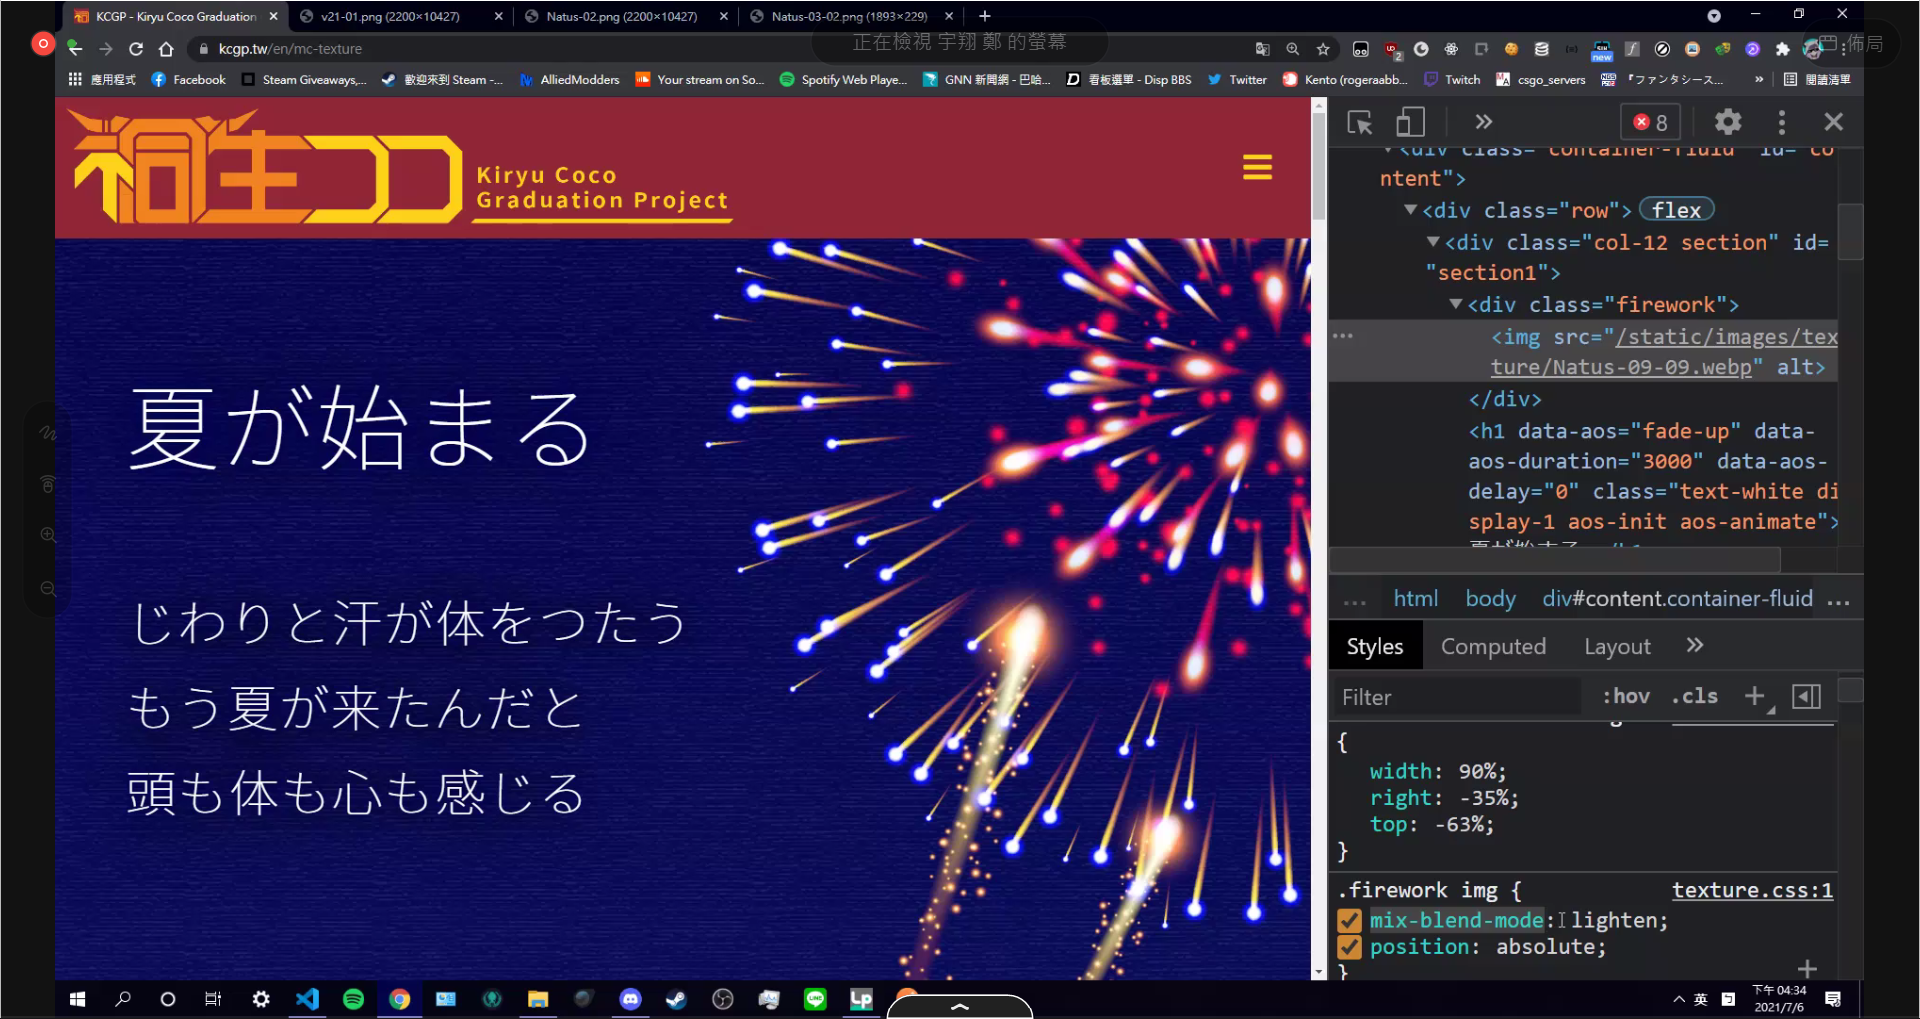 KCGP - Kiryu Coco Graduation
v21-01.png (2200×10427)
Natus-02.png (2200×10427)
Natus-03-02.png (1893×229)
kcgp.tw/en/mc-texture
正在檢視 宇翔 鄭 的螢幕
佈局
應用程式
Facebook
Steam Giveaways,...
歡迎來到 Steam -...
AlliedModders
Your stream on So...
Spotify Web Playe...
GNN 新聞網 - 巴哈...
看板選單 - Disp BBS
Twitter
Kento (rogeraabb...
Twitch
csgo_servers
『ファンタシース...
閱讀清單
桐生ココ
Kiryu Coco
Graduation Project
夏が始まる
じわりと汗が体をつたう
もう夏が来たんだと
頭も体も心も感じる
8
<div class="container-fluid" id="co
ntent">
<div class="row"> flex
<div class="col-12 section" id=
"section1">
<div class="firework">
<img src="/static/images/tex
ture/Natus-09-09.webp" alt>
</div>
<h1 data-aos="fade-up" data-
aos-duration="3000" data-aos-
delay="0" class="text-white di
splay-1 aos-init aos-animate">
... html body div#content.container-fluid ...
Styles Computed Layout
Filter :hov .cls
{
width: 90%;
right: -35%;
top: -63%;
}
.firework img { texture.css:1
mix-blend-mode: lighten;
position: absolute;
}
英
下午 04:34
2021/7/6